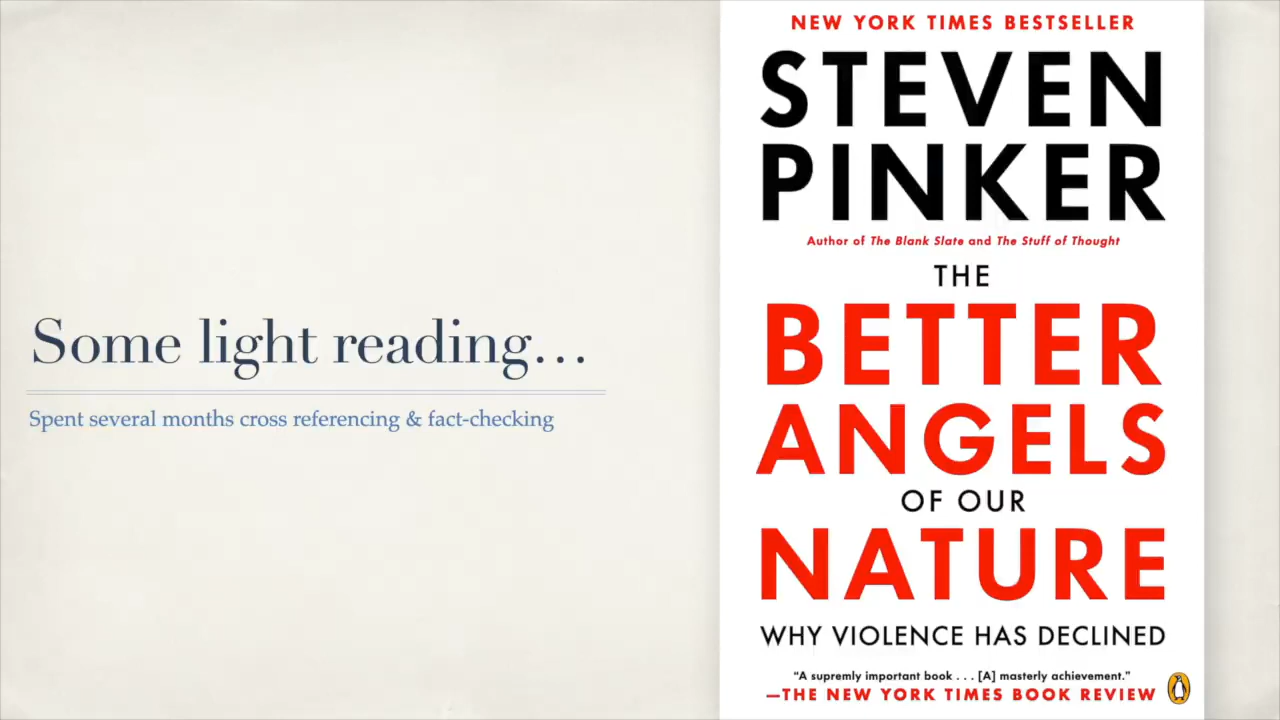 Some light reading...
Spent several months cross referencing & fact-checking
NEW YORK TIMES BESTSELLER
STEVEN
PINKER
Author of The Blank Slate and The Stuff of Thought
THE
BETTER
ANGELS
OF OUR
NATURE
WHY VIOLENCE HAS DECLINED
“A supremly important book . . . [A] masterly achievement.”
—THE NEW YORK TIMES BOOK REVIEW